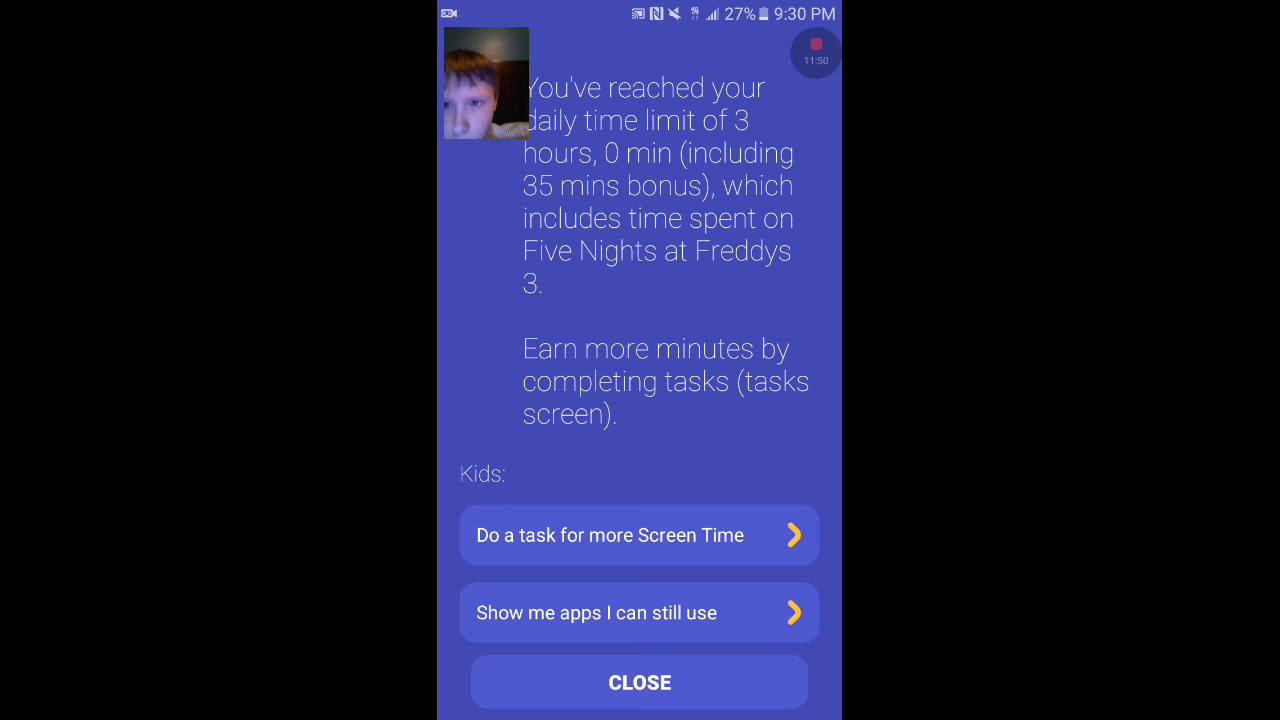 27% 9:30 PM
11:50
You've reached your
daily time limit of 3
hours, 0 min (including
35 mins bonus), which
includes time spent on
Five Nights at Freddys
3.
Earn more minutes by
completing tasks (tasks
screen).
Kids:
Do a task for more Screen Time
Show me apps I can still use
CLOSE